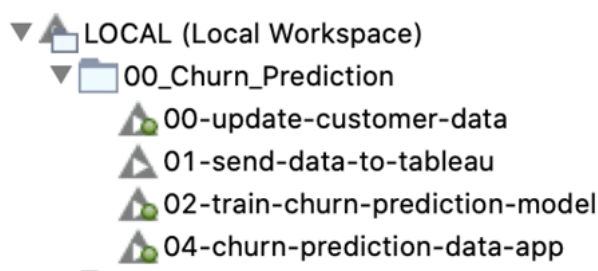 LOCAL (Local Workspace)
00_Churn_Prediction
00-update-customer-data
01-send-data-to-tableau
02-train-churn-prediction-model
04-churn-prediction-data-app